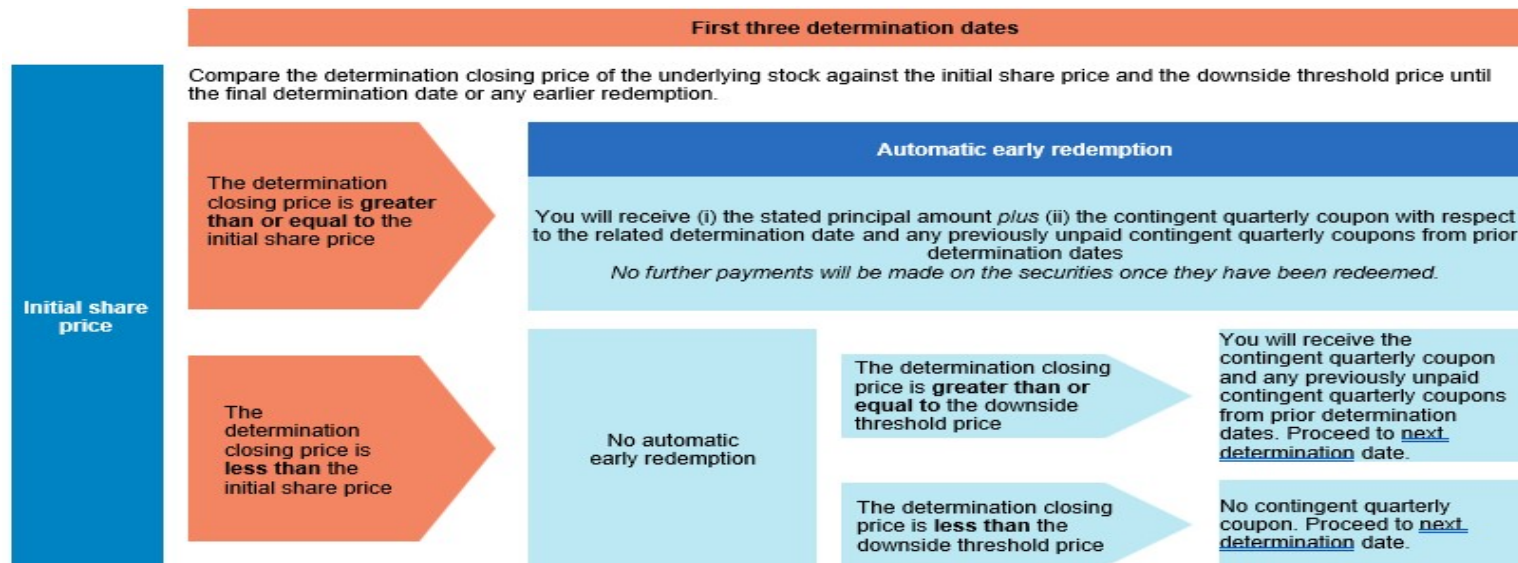 First three determination dates
Compare the determination closing price of the underlying stock against the initial share price and the downside threshold price until
the final determination date or any earlier redemption.
Initial share
price
The determination
closing price is greater
than or equal to the
initial share price
Automatic early redemption
You will receive (i) the stated principal amount plus (ii) the contingent quarterly coupon with respect
to the related determination date and any previously unpaid contingent quarterly coupons from prior
determination dates
No further payments will be made on the securities once they have been redeemed.
The
determination
closing price is
less than the
initial share price
No automatic
early redemption
The determination closing
price is greater than or
equal to the downside
threshold price
You will receive the
contingent quarterly coupon
and any previously unpaid
contingent quarterly coupons
from prior determination
dates. Proceed to next
determination date.
The determination closing
price is less than the
downside threshold price
No contingent quarterly
coupon. Proceed to next
determination date.